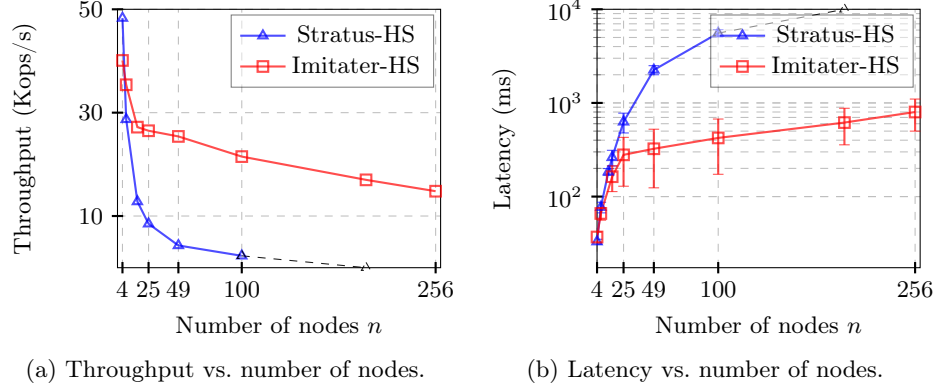 Throughput (Kops/s)
50
30
10
4 25 49 100 256
Number of nodes n
Stratus-HS
Imitater-HS
(a) Throughput vs. number of nodes.
Latency (ms)
10^4
10^3
10^2
4 25 49 100 256
Number of nodes n
Stratus-HS
Imitater-HS
(b) Latency vs. number of nodes.